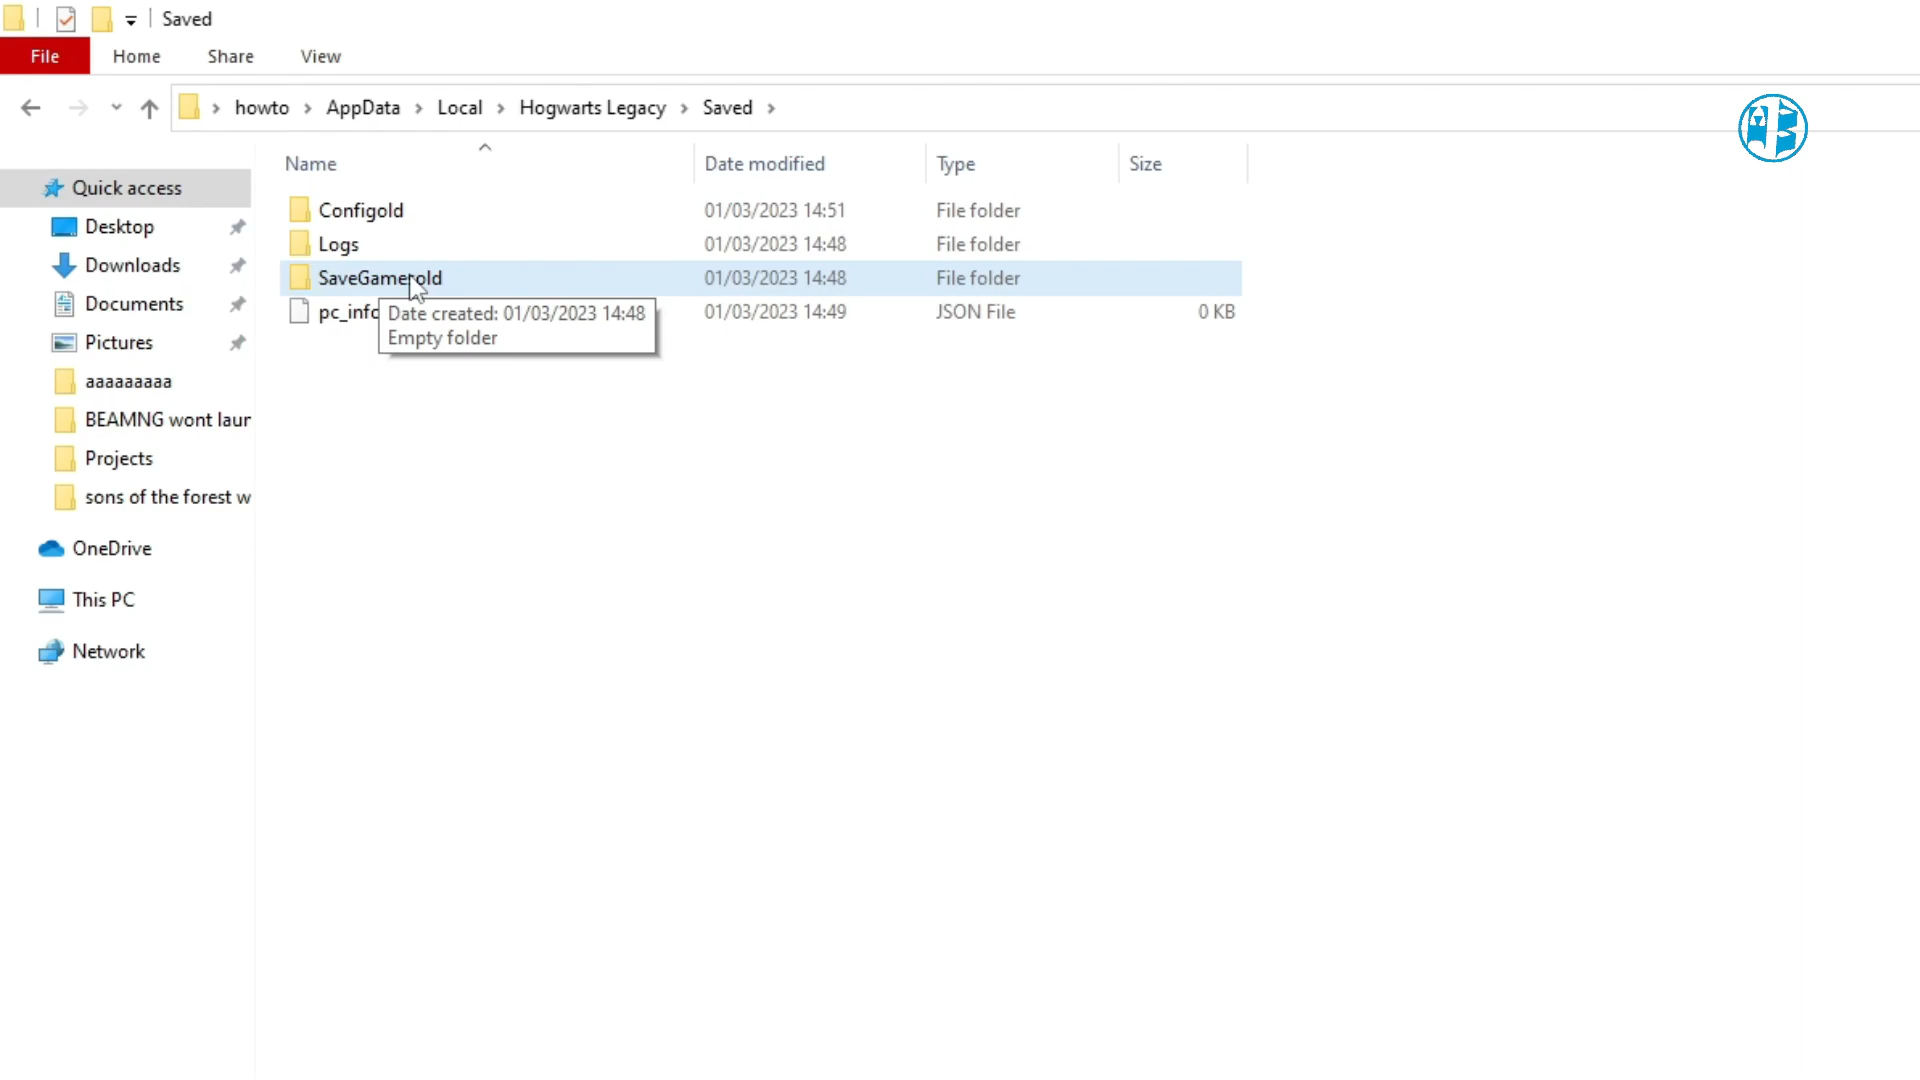 Saved
File Home Share View
howto > AppData > Local > Hogwarts Legacy > Saved >
Name Date modified Type Size
Quick access
Desktop
Downloads
Documents
Pictures
aaaaaaaaa
BEAMNG wont laur
Projects
sons of the forest w
OneDrive
This PC
Network
Configold 01/03/2023 14:51 File folder
Logs 01/03/2023 14:48 File folder
01/03/2023 14:48 File folder
pc_info 01/03/2023 14:49 JSON File 0 KB
Date created: 01/03/2023 14:48
Empty folder